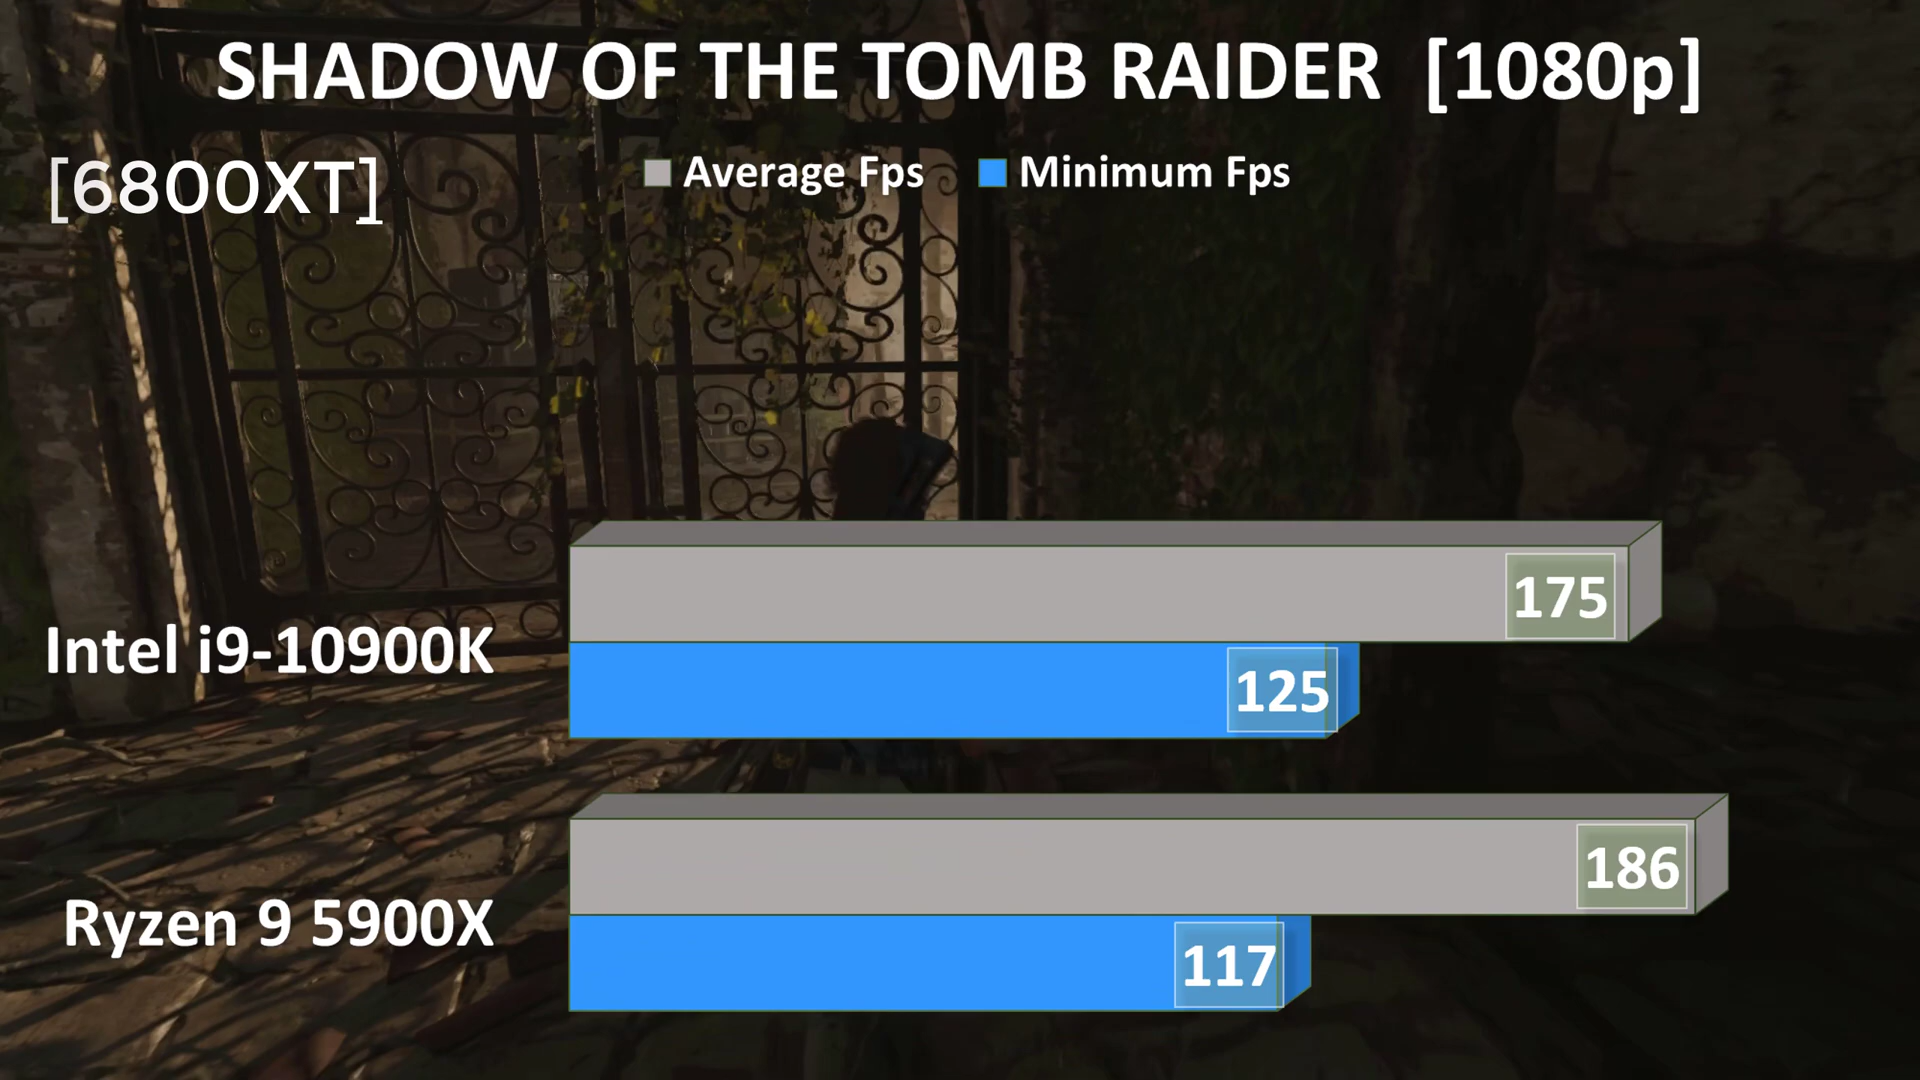 SHADOW OF THE TOMB RAIDER [1080p]
[6800XT]
Average Fps Minimum Fps
175
Intel i9-10900K
125
186
Ryzen 9 5900X
117